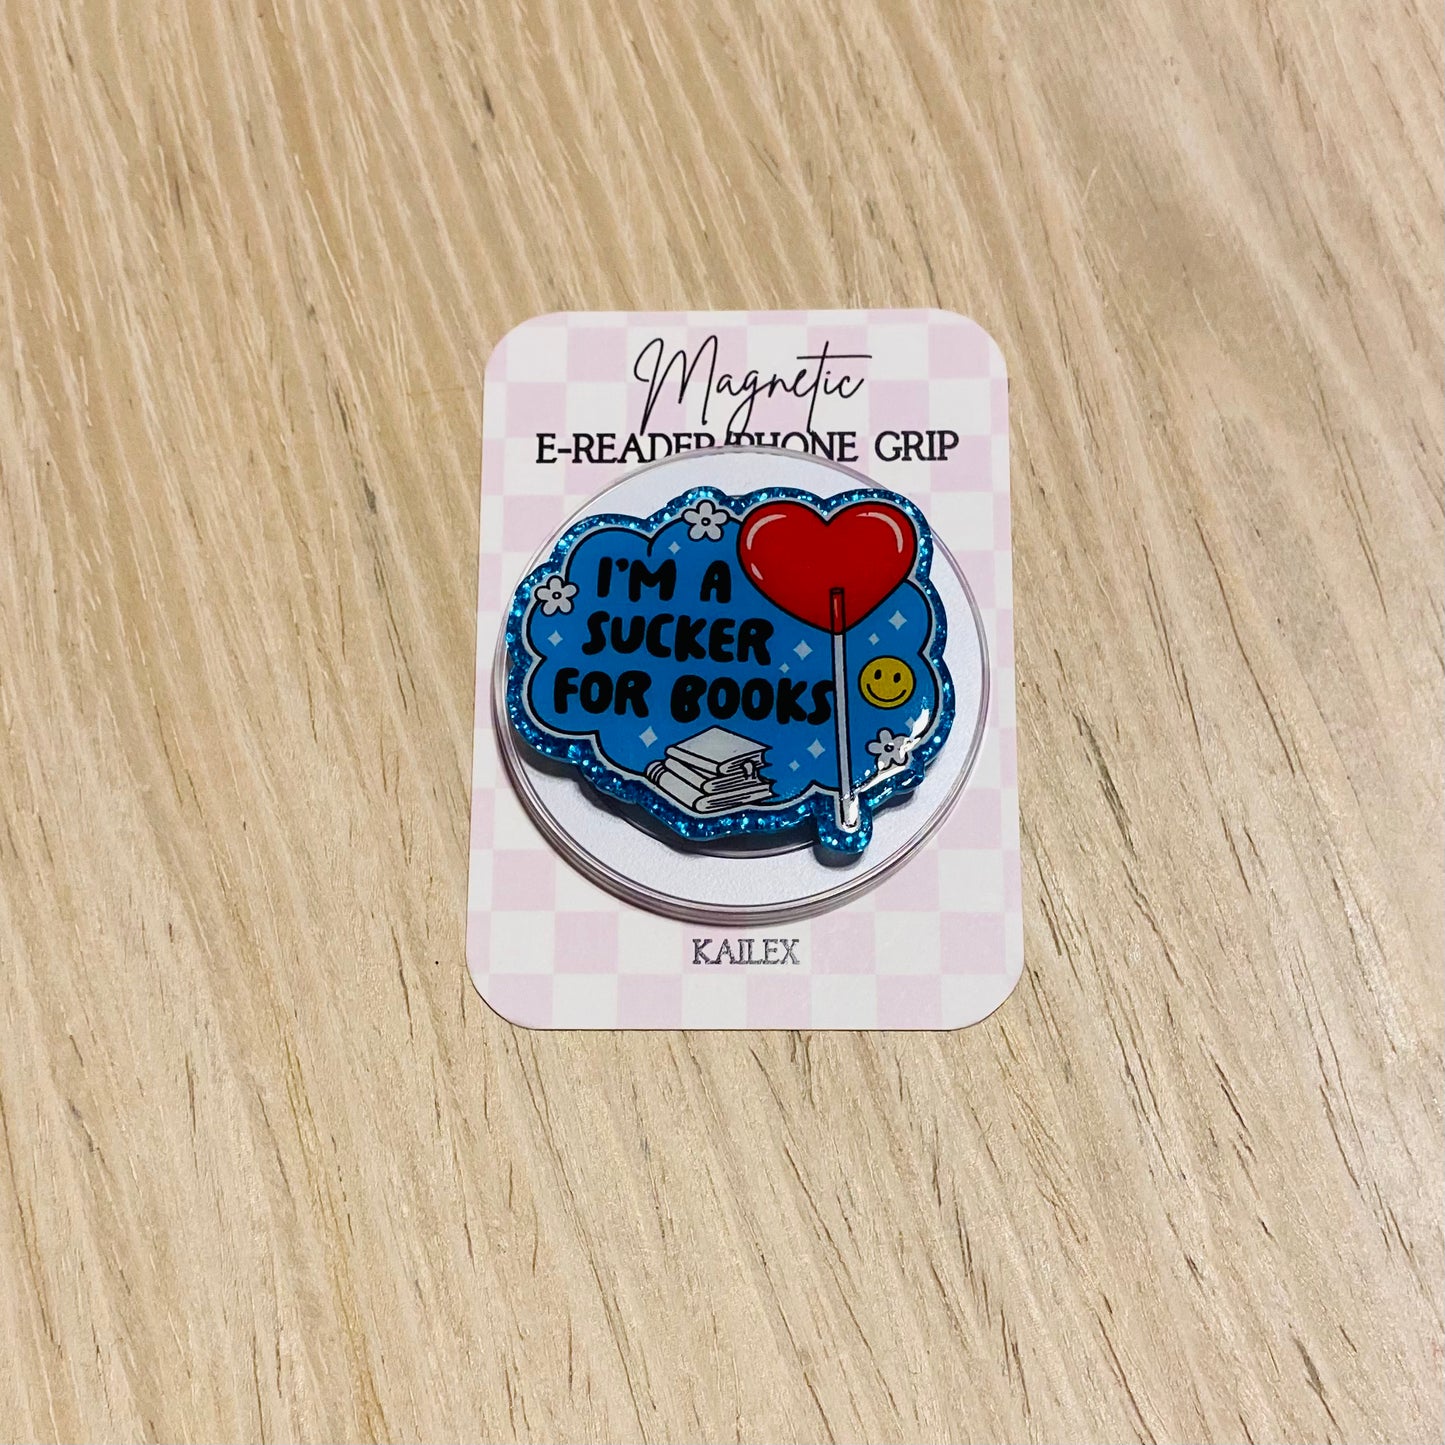 Magnetic
E-READER/PHONE GRIP
I'M A
SUCKER
FOR BOOKS
KAILEX